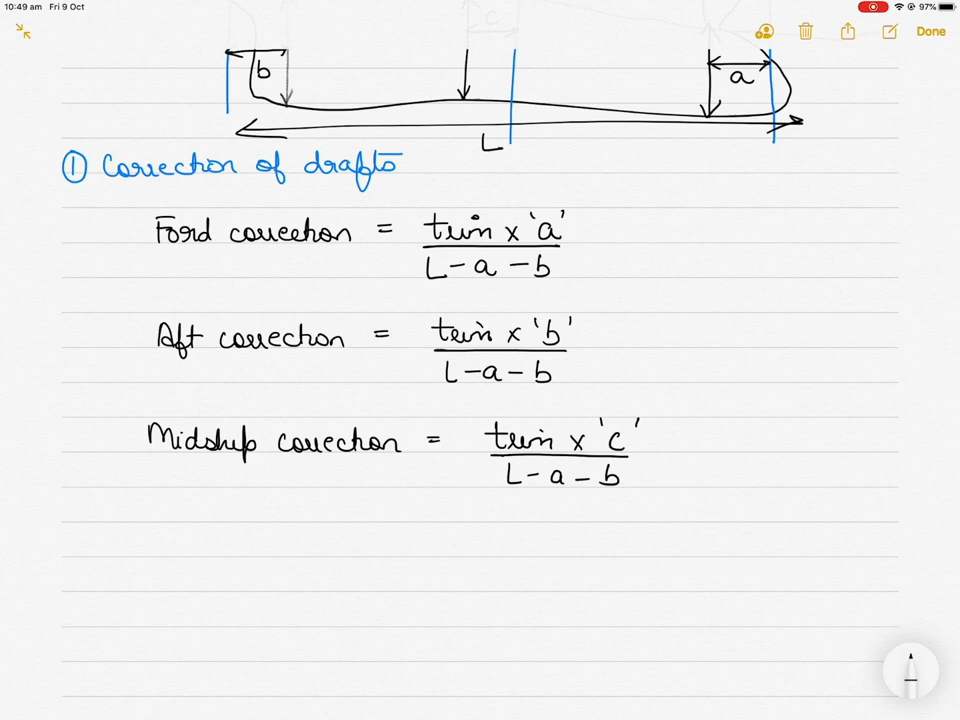 10:49 am Fri 9 Oct
97%
Done
c
b
a
L
① Correction of drafts
Ford correction = trim x 'a'
L - a - b
Aft correction = trim x 'b'
L - a - b
Midship correction = trim x 'c'
L - a - b